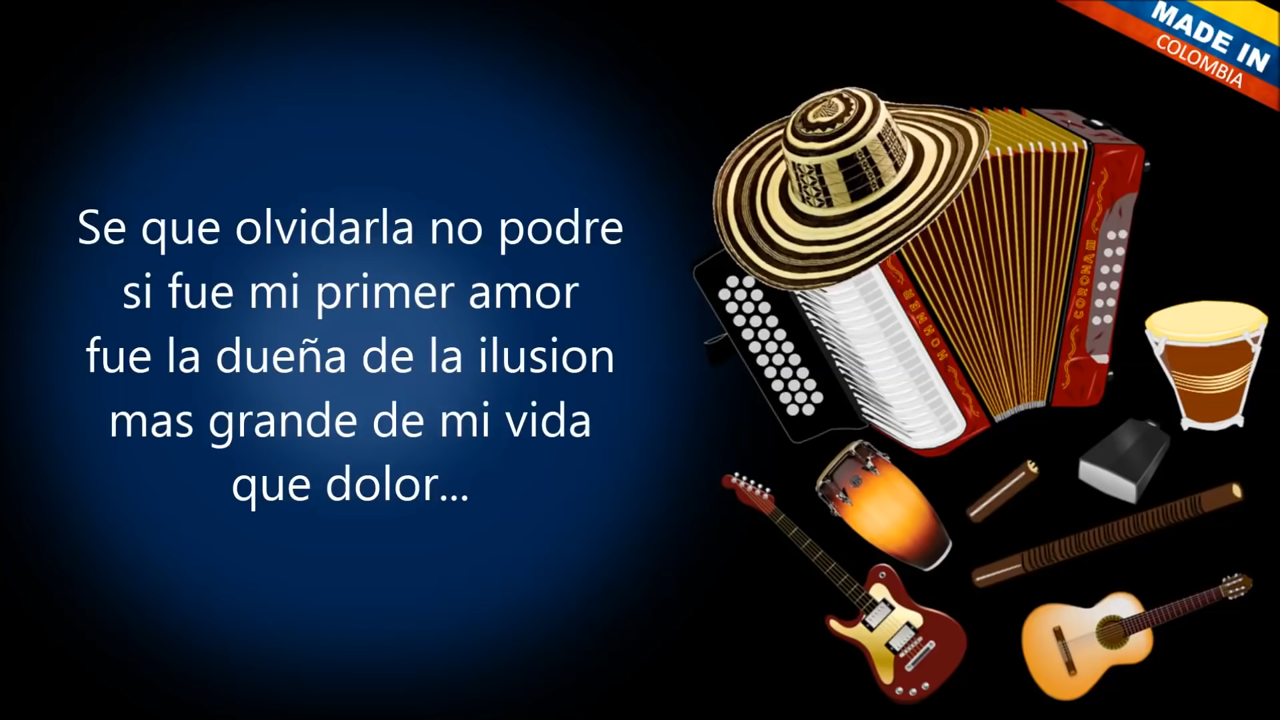 MADE IN
COLOMBIA
Se que olvidarla no podre
si fue mi primer amor
fue la dueña de la ilusion
mas grande de mi vida
que dolor...
HOHNER
CORONA III